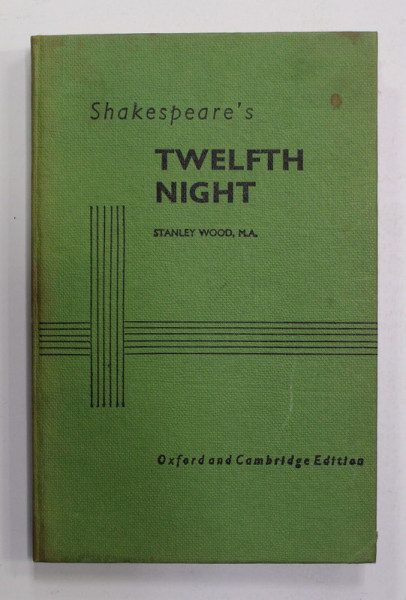 Shakespeare's
TWELFTH
NIGHT
STANLEY WOOD, M.A.
Oxford and Cambridge Edition